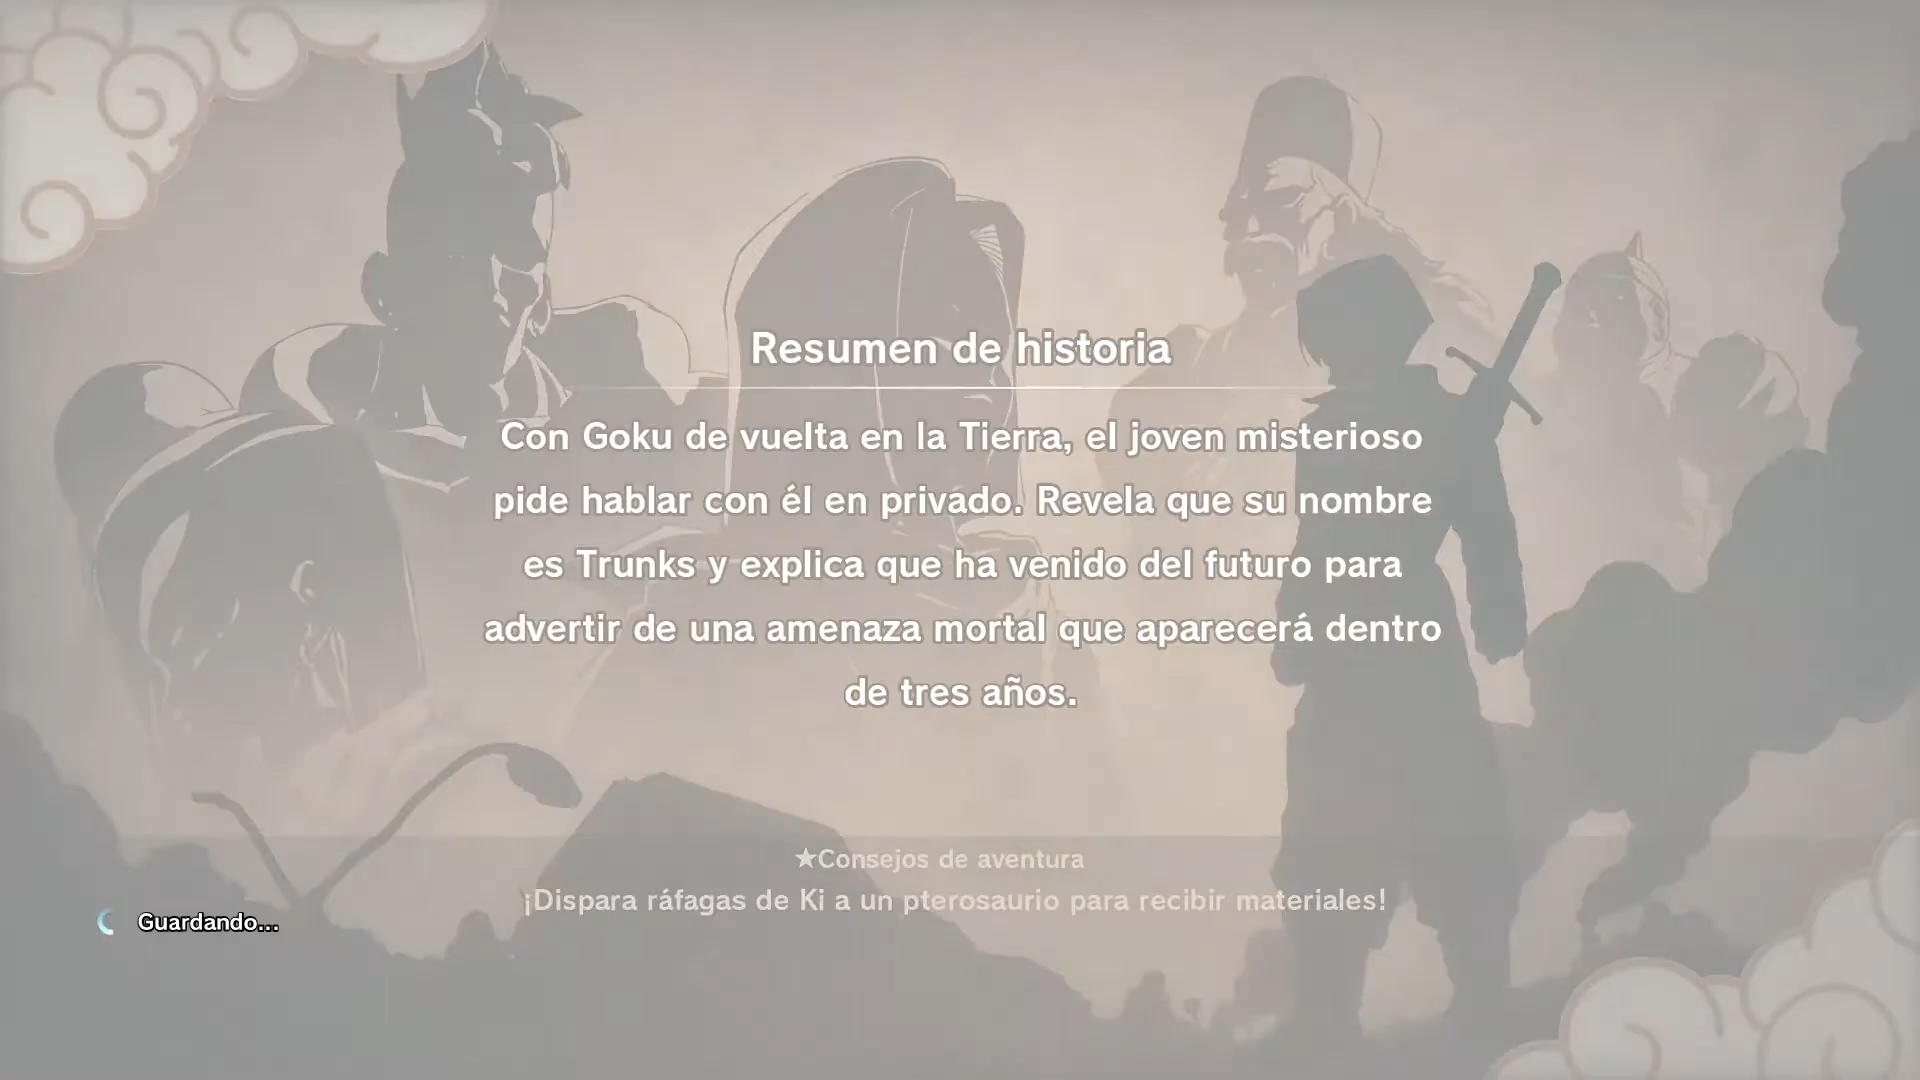 Resumen de historia
Con Goku de vuelta en la Tierra, el joven misterioso
pide hablar con él en privado. Revela que su nombre
es Trunks y explica que ha venido del futuro para
advertir de una amenaza mortal que aparecerá dentro
de tres años.
★Consejos de aventura
¡Dispara ráfagas de Ki a un pterosaurio para recibir materiales!
Guardando...